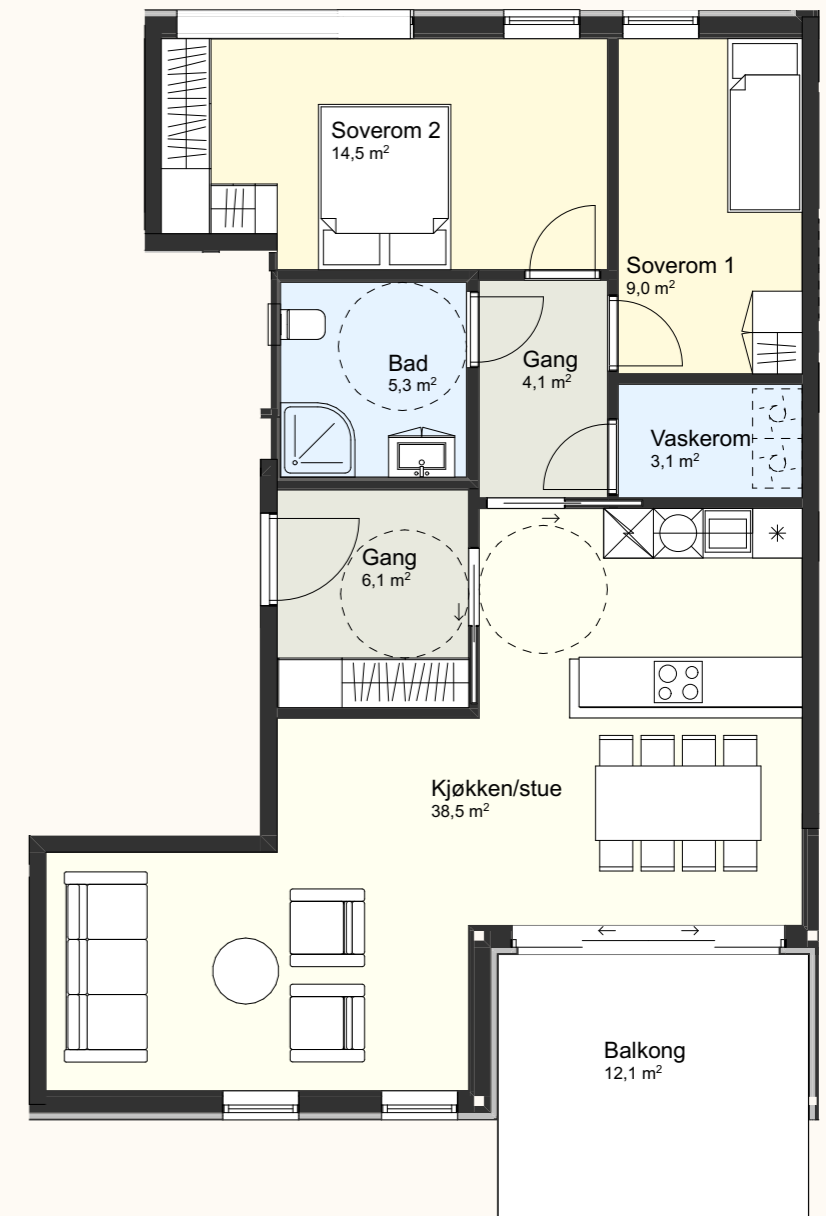 Soverom 2
14,5 m²
Soverom 1
9,0 m²
Bad
5,3 m²
Gang
4,1 m²
Vaskerom
3,1 m²
Gang
6,1 m²
Kjøkken/stue
38,5 m²
Balkong
12,1 m²